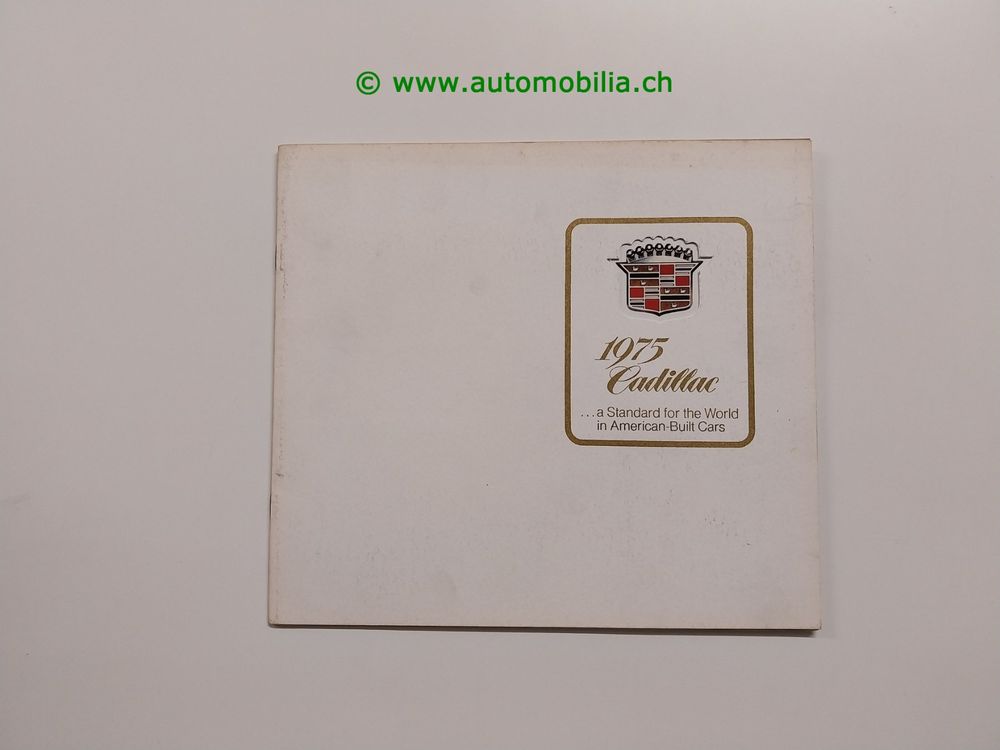 © www.automobilia.ch
1975
Cadillac
...a Standard for the World
in American-Built Cars